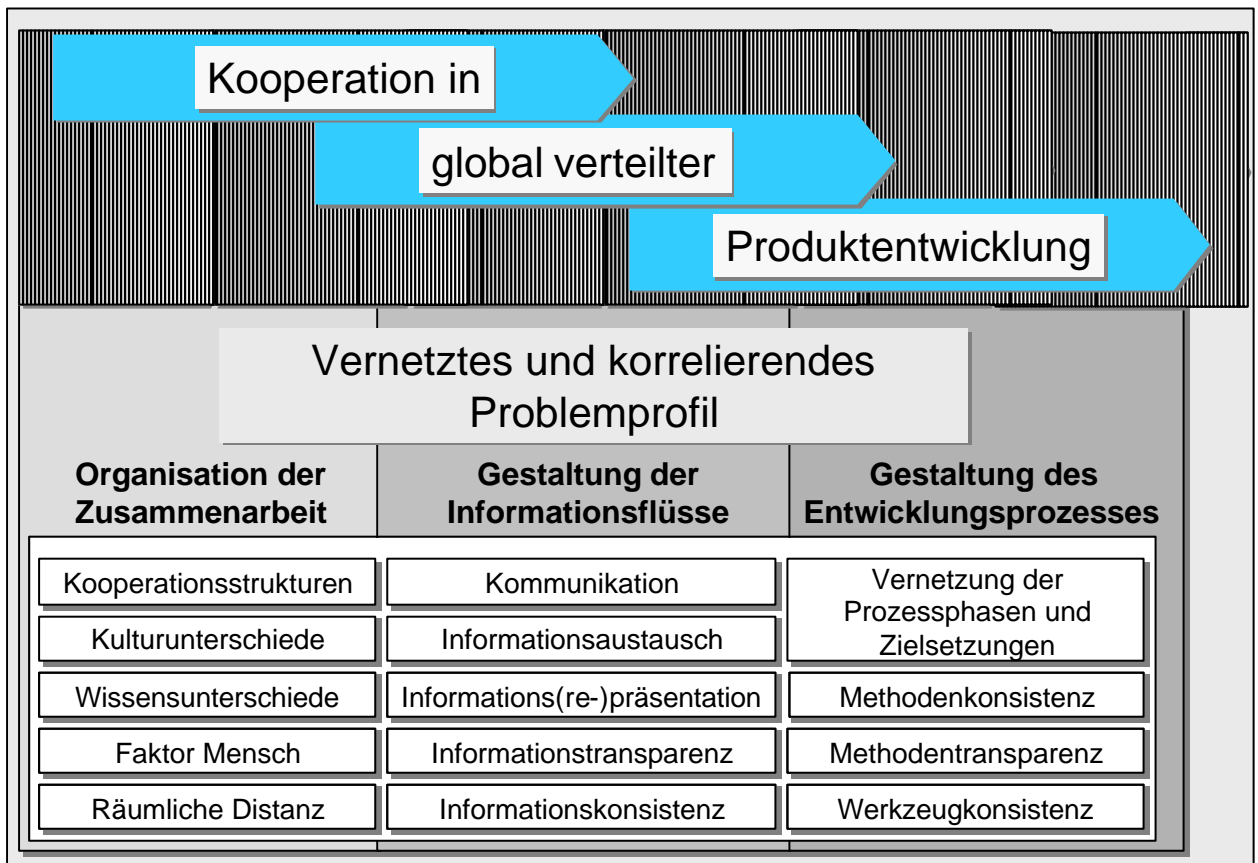 Kooperation in
global verteilter
Produktentwicklung
Vernetztes und korrelierendes
Problemprofil
Organisation der
Zusammenarbeit
Gestaltung der
Informationsflüsse
Gestaltung des
Entwicklungsprozesses
Kooperationsstrukturen
Kulturunterschiede
Wissensunterschiede
Faktor Mensch
Räumliche Distanz
Kommunikation
Informationsaustausch
Informations(re-)präsentation
Informationstransparenz
Informationskonsistenz
Vernetzung der
Prozessphasen und
Zielsetzungen
Methodenkonsistenz
Methodentransparenz
Werkzeugkonsistenz